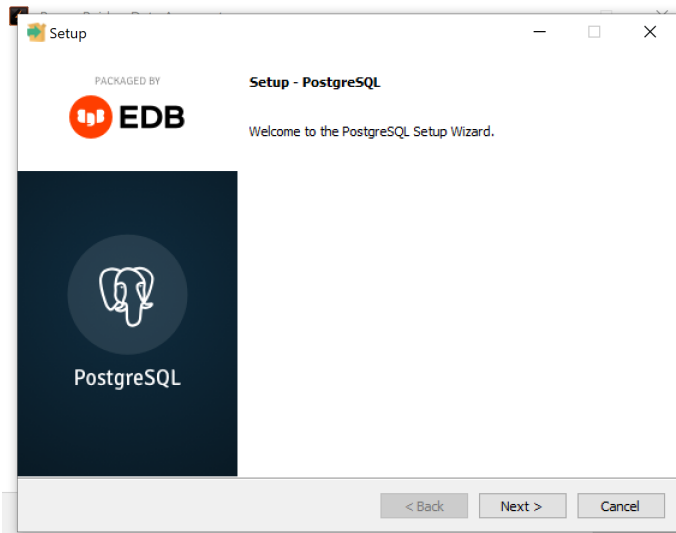 Setup
PACKAGED BY
EDB
Setup - PostgreSQL
Welcome to the PostgreSQL Setup Wizard.
PostgreSQL
< Back
Next >
Cancel